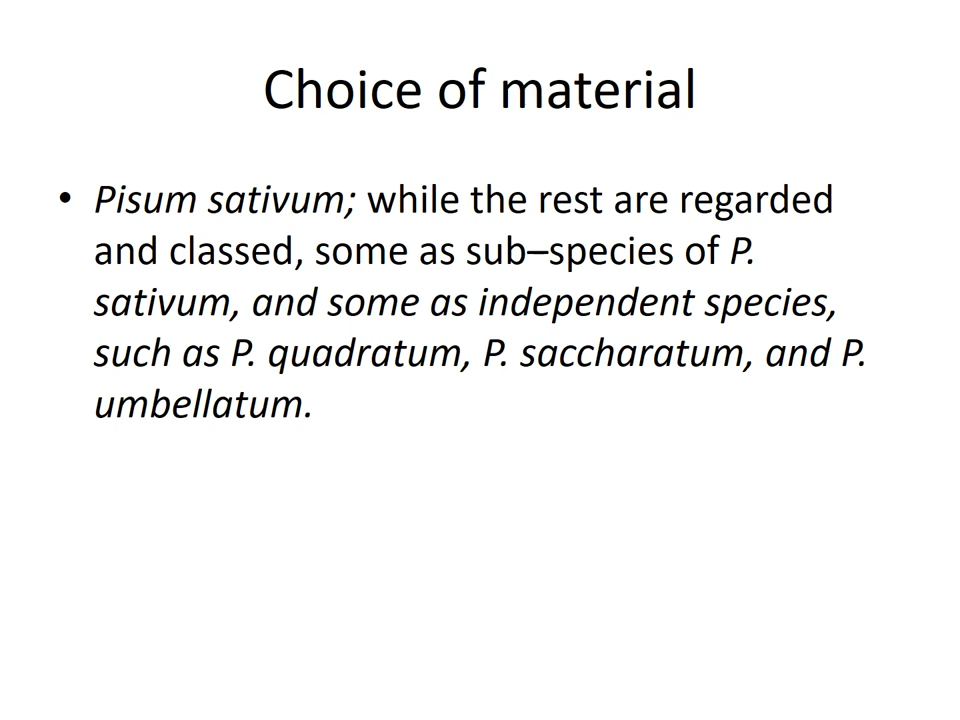 Choice of material
• Pisum sativum; while the rest are regarded
and classed, some as sub–species of P.
sativum, and some as independent species,
such as P. quadratum, P. saccharatum, and P.
umbellatum.